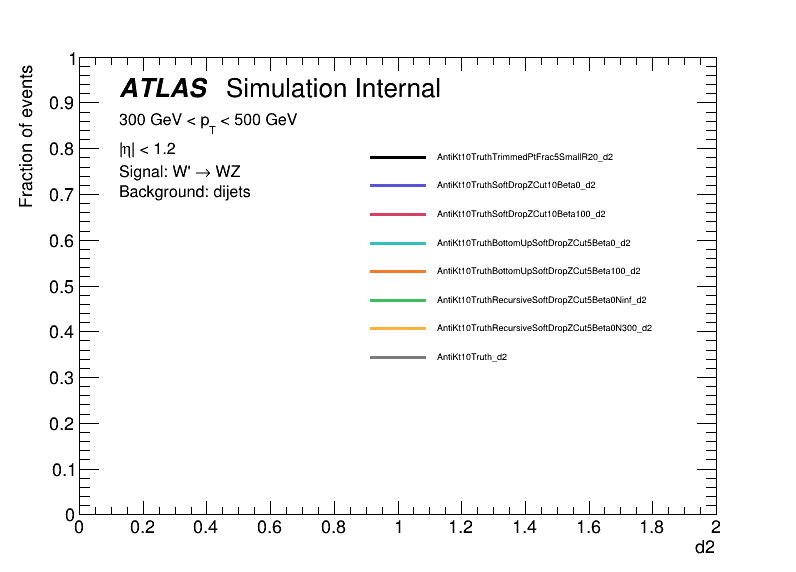 ATLAS Simulation Internal
300 GeV < pT < 500 GeV
|η| < 1.2
Signal: W' → WZ
Background: dijets
AntiKt10TruthTrimmedPtFrac5SmallR20_d2
AntiKt10TruthSoftDropZCut10Beta0_d2
AntiKt10TruthSoftDropZCut10Beta100_d2
AntiKt10TruthBottomUpSoftDropZCut5Beta0_d2
AntiKt10TruthBottomUpSoftDropZCut5Beta100_d2
AntiKt10TruthRecursiveSoftDropZCut5Beta0Ninf_d2
AntiKt10TruthRecursiveSoftDropZCut5Beta0N300_d2
AntiKt10Truth_d2
Fraction of events
1
0.9
0.8
0.7
0.6
0.5
0.4
0.3
0.2
0.1
0
0 0.2 0.4 0.6 0.8 1 1.2 1.4 1.6 1.8 2
d2